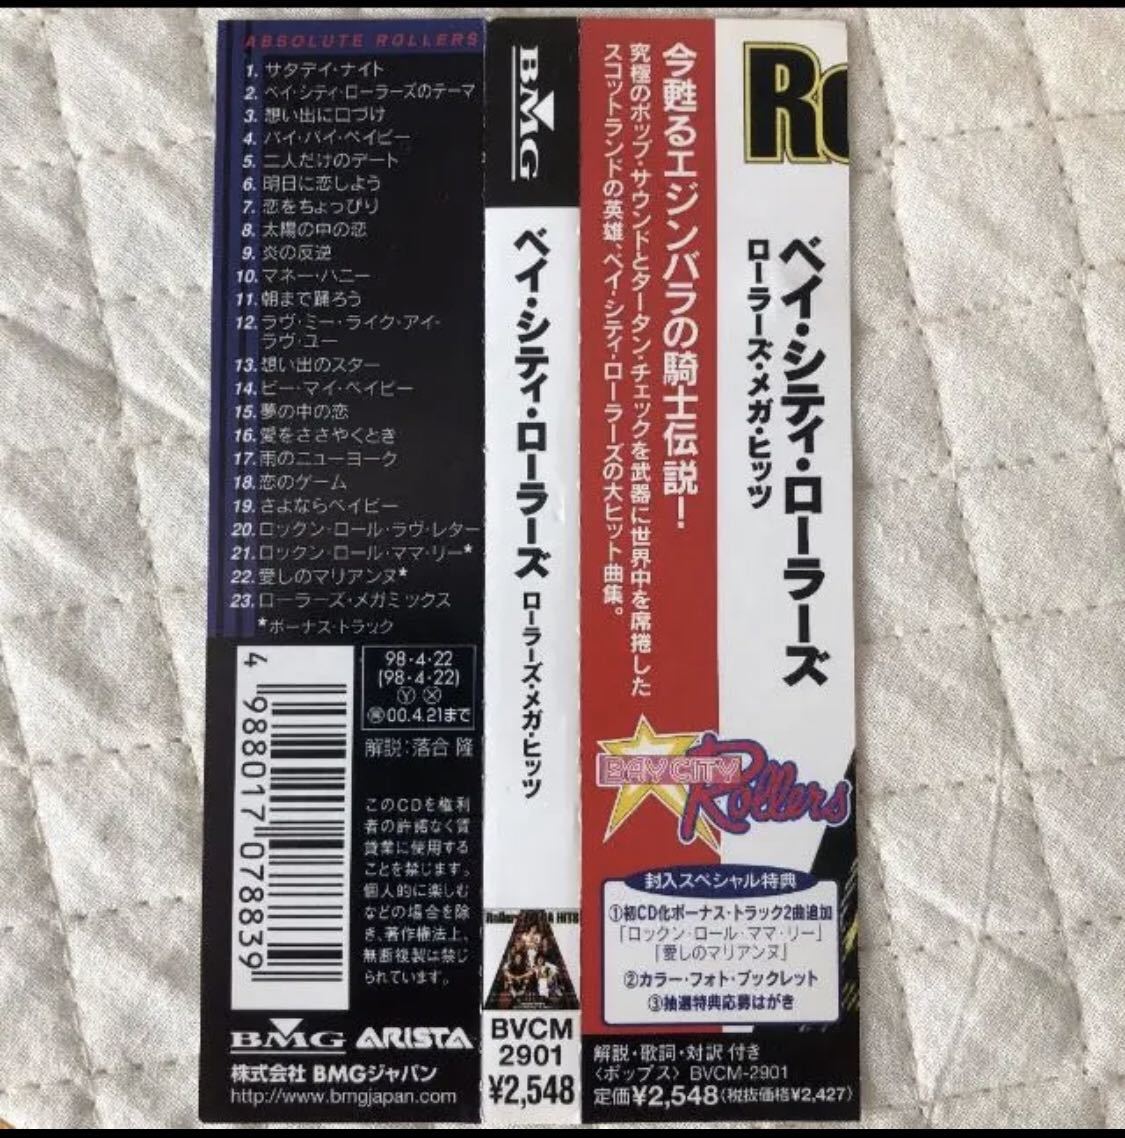 ABSOLUTE ROLLERS
1. サタデイ・ナイト
2. ベイ・シティ・ローラーズのテーマ
3. 想い出に口づけ
4. バイ・バイ・ベイビー
5. 二人だけのデート
6. 明日に恋しよう
7. 恋をちょっぴり
8. 太陽の中の恋
9. 炎の反逆
10. マネー・ハニー
11. 朝まで踊ろう
12. ラヴ・ミー・ライク・アイ・
ラヴ・ユー
13. 想い出のスター
14. ビー・マイ・ベイビー
15. 夢の中の恋
16. 愛をささやくとき
17. 雨のニューヨーク
18. 恋のゲーム
19. さよならベイビー
20. ロックン・ロール・ラヴ・レター
21. ロックン・ロール・ママ・リー*
22. 愛しのマリアンヌ*
23. ローラーズ・メガミックス
*ボーナス・トラック
98・4・22
(98・4・22)
Ⓨ Ⓧ
00.4.21まで
解説:落合 隆
このCDを権利
者の許諾なく賃
貸業に使用する
ことを禁じます。
個人的に楽しむ
などの場合を除
き、著作権法上、
無断複製は禁じ
られています。
4 988017 078839
BMG ARISTA
株式会社 BMGジャパン
http://www.bmgjapan.com
BMG
ベイ・シティ・ローラーズ ローラーズ・メガ・ヒッツ
BVCM
2901
¥2,548
Ro
ベイ・シティ・ローラーズ
ローラーズ・メガ・ヒッツ
今甦るエジンバラの騎士伝説!
究極のポップ・サウンドとタータン・チェックを武器に世界中を席捲した
スコットランドの英雄、ベイ・シティ・ローラーズの大ヒット曲集。
BAY CITY
Rollers
封入スペシャル特典
①初CD化ボーナス・トラック2曲追加
「ロックン・ロール・ママ・リー」
「愛しのマリアンヌ」
②カラー・フォト・ブックレット
③抽選特典応募はがき
解説・歌詞・対訳 付き
〈ポップス〉 BVCM-2901
定価¥2,548(税抜価格¥2,427)